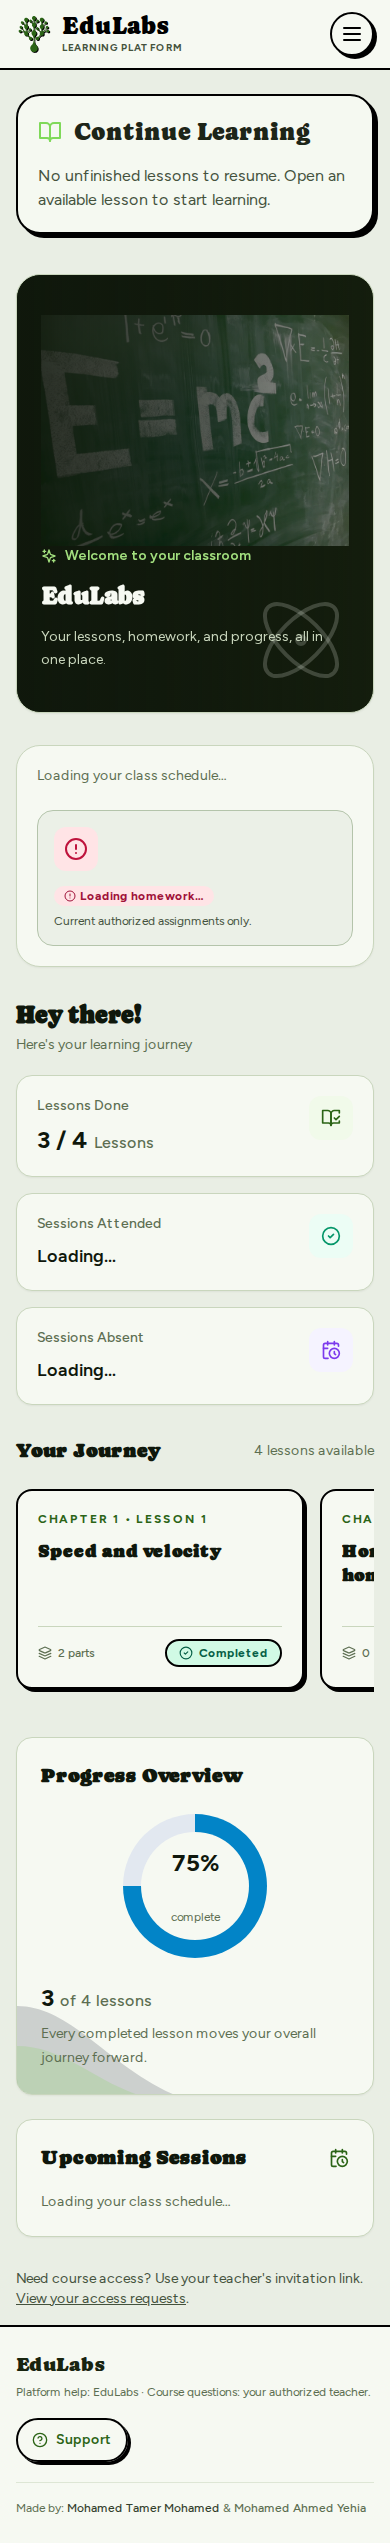 EduLabs
LEARNING PLATFORM
Continue Learning
No unfinished lessons to resume. Open an
available lesson to start learning.
E=mc²
Welcome to your classroom
EduLabs
Your lessons, homework, and progress, all in
one place.
Loading your class schedule...
Loading homework...
Current authorized assignments only.
Hey there!
Here's your learning journey
Lessons Done
3 / 4 Lessons
Sessions Attended
Loading...
Sessions Absent
Loading...
Your Journey
4 lessons available
CHAPTER 1 • LESSON 1
Speed and velocity
2 parts
Completed
CHA
Hor
hor
0
Progress Overview
75%
complete
3 of 4 lessons
Every completed lesson moves your overall
journey forward.
Upcoming Sessions
Loading your class schedule...
Need course access? Use your teacher's invitation link.
View your access requests.
EduLabs
Platform help: EduLabs · Course questions: your authorized teacher.
Support
Made by: Mohamed Tamer Mohamed & Mohamed Ahmed Yehia